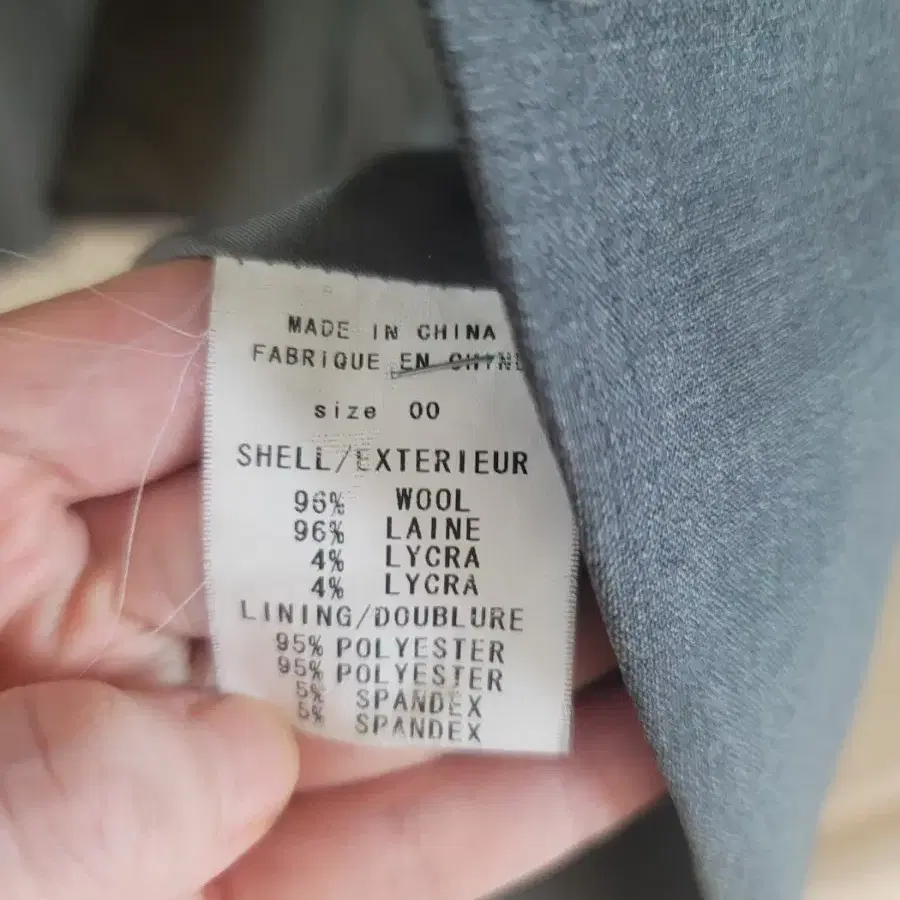 MADE IN CHINA
FABRIQUE EN CHINE
size 00
SHELL/EXTERIEUR
96% WOOL
96% LAINE
4% LYCRA
4% LYCRA
LINING/DOUBLURE
95% POLYESTER
95% POLYESTER
5% SPANDEX
5% SPANDEX